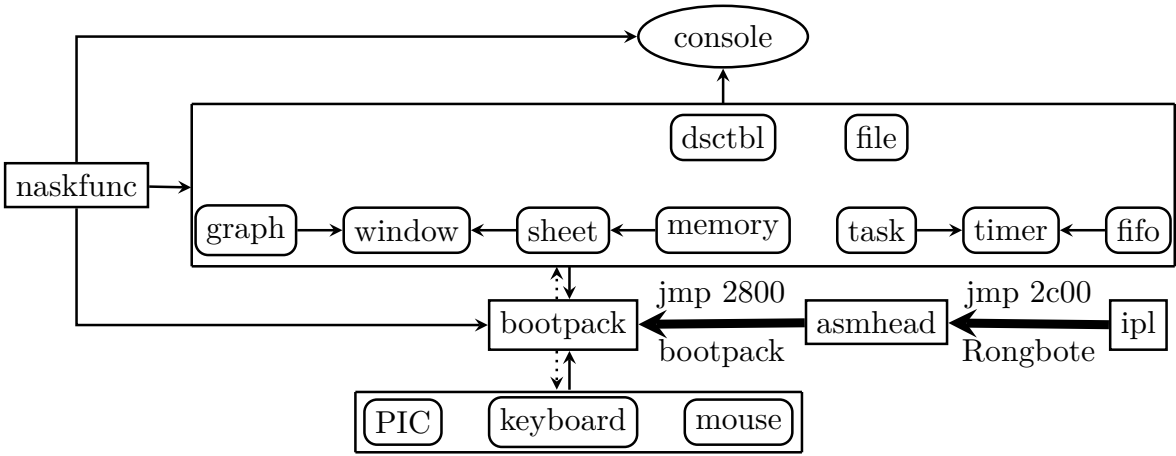 console
dsctbl file
naskfunc
graph window sheet memory task timer fifo
jmp 2800 jmp 2c00
bootpack asmhead ipl
bootpack Rongbote
PIC keyboard mouse